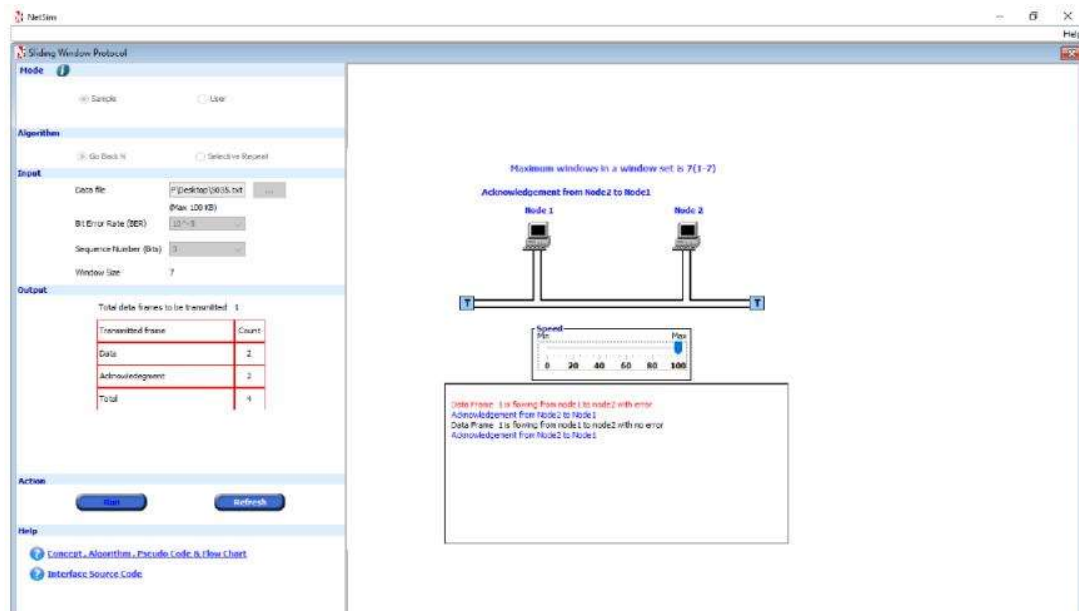 NetSim
Help
Sliding Window Protocol
Mode
Sample User
Algorithm
Go Back N Selective Repeat
Input
Data file P\Desktop\5035.txt ...
(Max 100 KB)
Bit Error Rate (BER)
Sequence Number (Bits) 3
Window Size 7
Output
Total data frames to be transmitted 1
Transmitted frame Count
Data 2
Acknowledegment 2
Total 4
Action
Run Refresh
Help
Concept, Algorithm, Pseudo Code & Flow Chart
Interface Source Code
Maximum windows in a window set is 7(1-7)
Acknowledgement from Node2 to Node1
Node 1 Node 2
T T
Speed
Min Max
0 20 40 60 80 100
Data Frame 1 is flowing from node1 to node2 with error
Acknowledgement from Node2 to Node1
Data Frame 1 is flowing from node1 to node2 with no error
Acknowledgement from Node2 to Node1